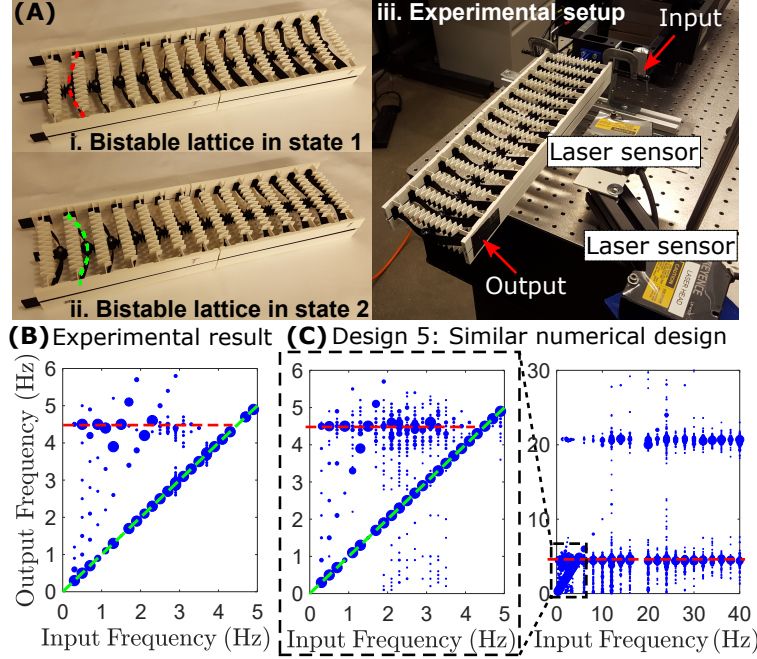 (A)
i. Bistable lattice in state 1
ii. Bistable lattice in state 2
iii. Experimental setup
Input
Laser sensor
Laser sensor
Output
(B) Experimental result
(C) Design 5: Similar numerical design
Output Frequency (Hz)
6
5
4
3
2
1
0
0 1 2 3 4 5
Input Frequency (Hz)
6
5
4
3
2
1
0
0 1 2 3 4 5
Input Frequency (Hz)
30
20
10
0
0 10 20 30 40
Input Frequency (Hz)